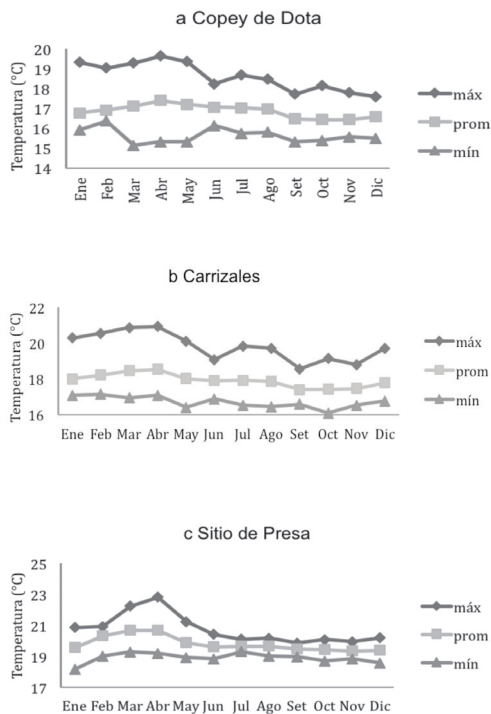 a Copey de Dota
Temperatura (°C)
20
19
18
17
16
15
14
Ene Feb Mar Abr May Jun Jul Ago Set Oct Nov Dic
máx
prom
mín
b Carrizales
Temperatura (°C)
22
20
18
16
Ene Feb Mar Abr May Jun Jul Ago Set Oct Nov Dic
máx
prom
mín
c Sitio de Presa
Temperatura (°C)
25
23
21
19
17
Ene Feb Mar Abr May Jun Jul Ago Set Oct Nov Dic
máx
prom
mín